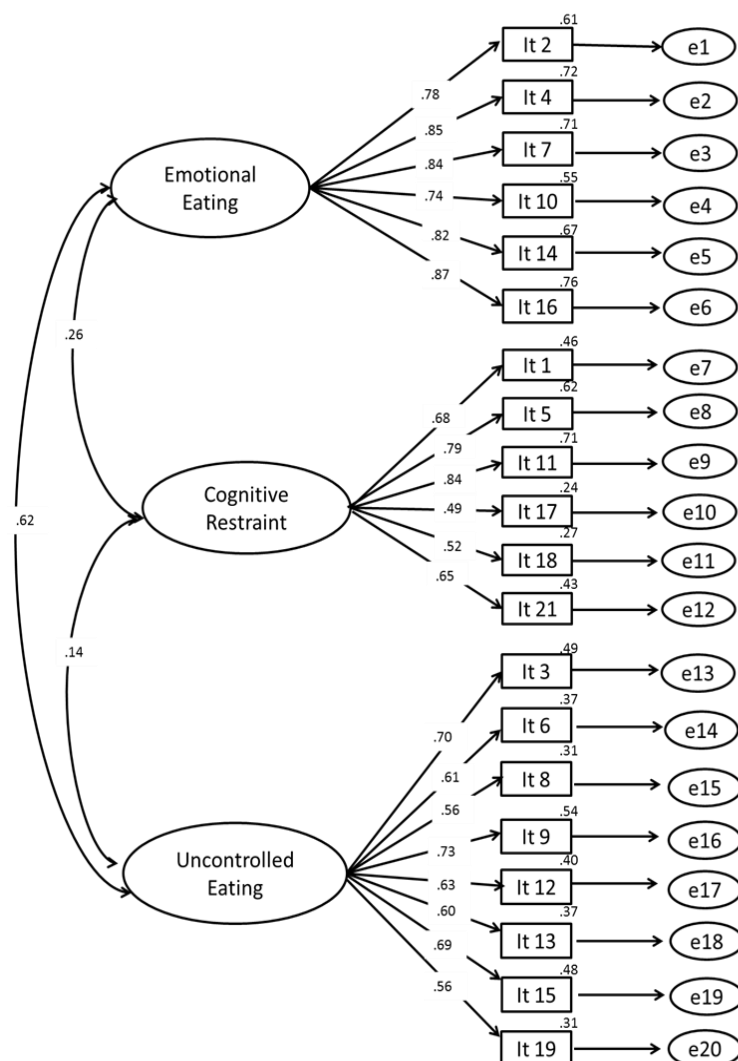 .61
It 2
e1
.78
.72
It 4
e2
.85
.71
It 7
e3
.84
Emotional
Eating
.55
It 10
e4
.74
.67
It 14
e5
.82
.76
It 16
e6
.87
.26
.46
It 1
e7
.68
.62
It 5
e8
.79
.71
It 11
e9
.84
Cognitive
Restraint
.24
It 17
e10
.49
.27
It 18
e11
.52
.43
It 21
e12
.65
.62
.14
.49
It 3
e13
.70
.37
It 6
e14
.61
.31
It 8
e15
.56
.54
It 9
e16
.73
Uncontrolled
Eating
.40
It 12
e17
.63
.37
It 13
e18
.60
.48
It 15
e19
.69
.31
It 19
e20
.56